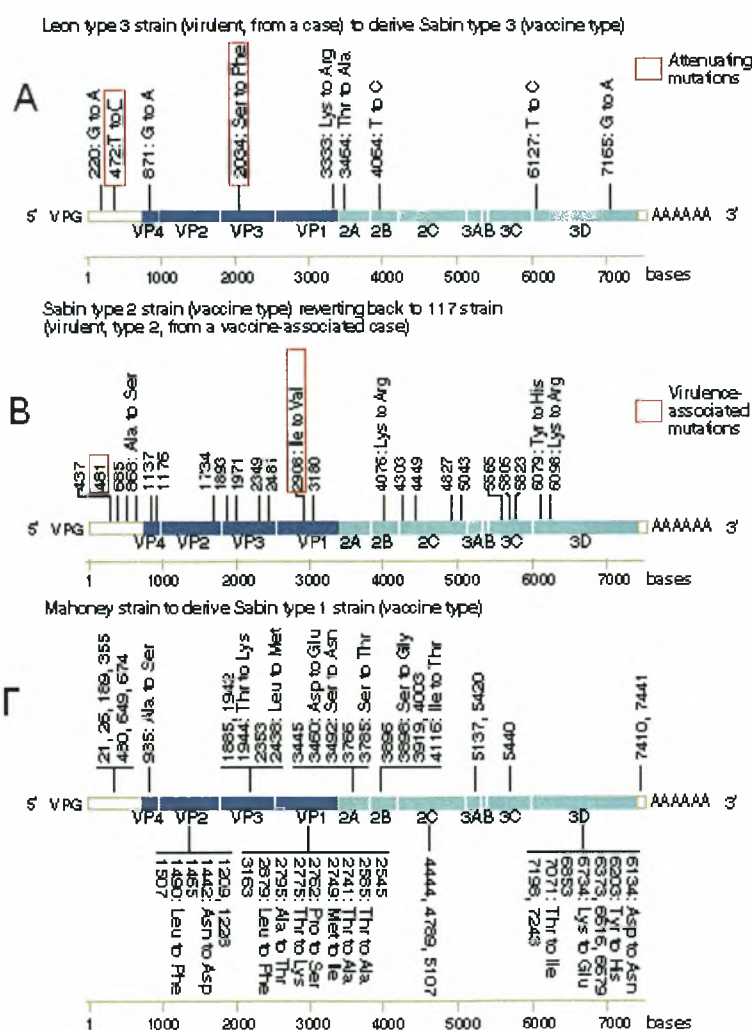 Leon type 3 strain (virulent, from a case) to derive Sabin type 3 (vaccine type)
A
220: G to A
472: T to C
871: G to A
2034: Ser to Phe
3333: Lys to Arg
3464: Thr to Ala
4064: T to C
6127: T to C
7165: G to A
Attenuating
mutations
5' VPG AAAAAA 3'
VP4 VP2 VP3 VP1 2A 2B 2C 3AB 3C 3D
1 1000 2000 3000 4000 5000 6000 7000 bases
Sabin type 2 strain (vaccine type) reverting back to 117 strain
(virulent, type 2, from a vaccine-associated case)
B
437
481
685
868: Ala to Ser
1137
1176
1734
1893
1971
2349
2481
2908: Ile to Val
3180
4076: Lys to Arg
4303
4449
4827
5043
5565
5805
5823
6079: Tyr to His
6098: Lys to Arg
Virulence-
associated
mutations
5' VPG AAAAAA 3'
VP4 VP2 VP3 VP1 2A 2B 2C 3AB 3C 3D
1 1000 2000 3000 4000 5000 6000 7000 bases
Mahoney strain to derive Sabin type 1 strain (vaccine type)
Г
21, 26, 189, 355
480, 649, 674
935: Ala to Ser
1885, 1942
1944: Thr to Lys
2353
2438: Leu to Met
3445
3460: Asp to Glu
3492: Ser to Asn
3766
3785: Ser to Thr
3896
3898: Ser to Gly
3919, 4003
4116: Ile to Thr
5137, 5420
5440
7410, 7441
5' VPG AAAAAA 3'
VP4 VP2 VP3 VP1 2A 2B 2C 3AB 3C 3D
1209, 1228
1442: Asn to Asp
1465
1490: Leu to Phe
1507
2545
2585: Thr to Ala
2741: Thr to Ala
2749: Met to Ile
2762: Pro to Ser
2775: Thr to Lys
2795: Ala to Thr
2879: Leu to Phe
3163
4444, 4789, 5107
6134: Asp to Asn
6203: Tyr to His
6373, 6616, 6679
6734: Lys to Glu
6853
7071: Thr to Ile
7198, 7243
1 1000 2000 3000 4000 5000 6000 7000 bases